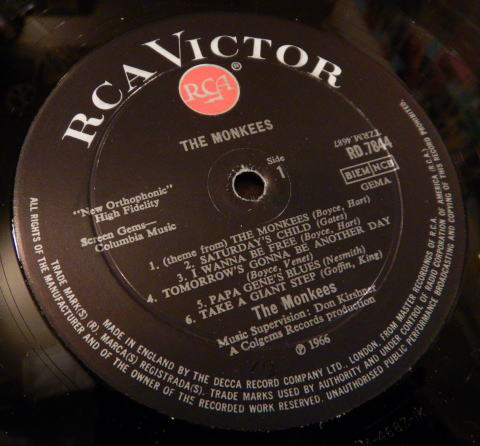 RCA VICTOR
®
RCA
THE MONKEES
Side
1
TZRM.4687
RD 7844
BIEM NCB
GEMA
"New Orthophonic"
High Fidelity
Screen Gems—
Columbia Music
1. (theme from) THE MONKEES (Boyce, Hart)
2. SATURDAY'S CHILD (Gates)
3. I WANNA BE FREE (Boyce, Hart)
4. TOMORROW'S GONNA BE ANOTHER DAY
(Boyce, Venet)
5. PAPA GENE'S BLUES (Nesmith)
6. TAKE A GIANT STEP (Goffin, King)
The Monkees
Music Supervision: Don Kirshner
A Colgems Records production
℗ 1966
MADE IN ENGLAND BY THE DECCA RECORD COMPANY LTD., LONDON, FROM MASTER RECORDINGS OF R.C.A.
TRADE MARK(S) (R) MARCA(S) REGISTRADA(S). TRADE MARKS USED BY AUTHORITY AND UNDER CONTROL OF RADIO CORPORATION OF AMERICA (R.C.A.)
ALL RIGHTS OF THE MANUFACTURER AND OF THE OWNER OF THE RECORDED WORK RESERVED. UNAUTHORISED PUBLIC PERFORMANCE BROADCASTING AND COPYING OF THIS RECORD PROHIBITED.